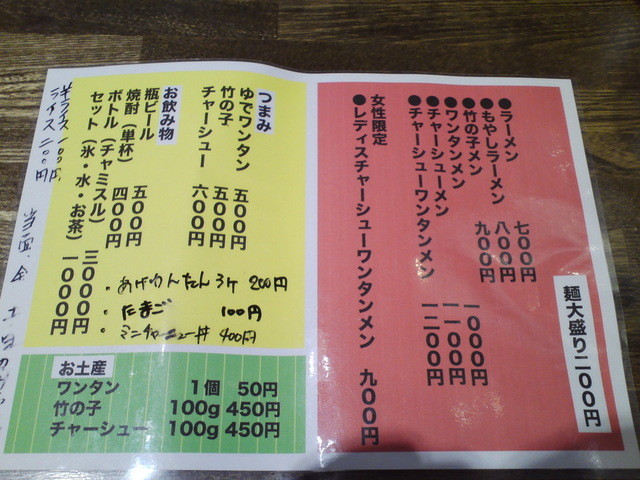 麺大盛り二〇〇円
●ラーメン 七〇〇円
●もやしラーメン 八〇〇円
●竹の子メン 九〇〇円
●ワンタンメン 一〇〇〇円
●チャーシューメン 一一〇〇円
●チャーシューワンタンメン 一二〇〇円
女性限定
●レディスチャーシューワンタンメン 九〇〇円
つまみ
ゆでワンタン 五〇〇円
竹の子 五〇〇円
チャーシュー 六〇〇円
お飲み物
瓶ビール 五〇〇円
焼酎（単杯） 四〇〇円
ボトル（チャミスル） 三〇〇〇円
セット（氷・水・お茶） 一〇〇〇円
・あげわんたん3ケ 200円
・たまご 100円
・ミニチャーシュー丼 400円
半ライス 一〇〇円
ライス 二〇〇円
お土産
ワンタン 1個 50円
竹の子 100g 450円
チャーシュー 100g 450円